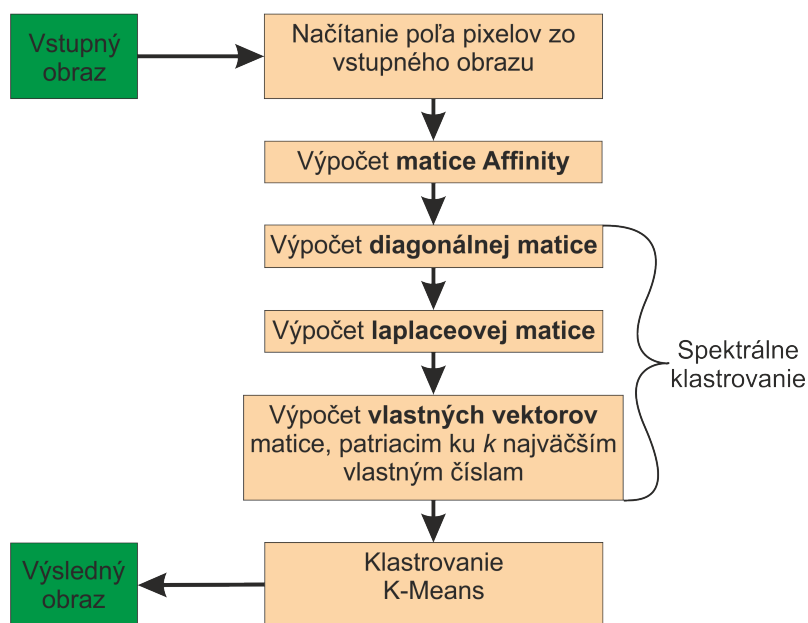 Vstupný
obraz
Načítanie poľa pixelov zo
vstupného obrazu
Výpočet matice Affinity
Výpočet diagonálnej matice
Výpočet laplaceovej matice
Výpočet vlastných vektorov
matice, patriacim ku k najväčším
vlastným číslam
Spektrálne
klastrovanie
Klastrovanie
K-Means
Výsledný
obraz